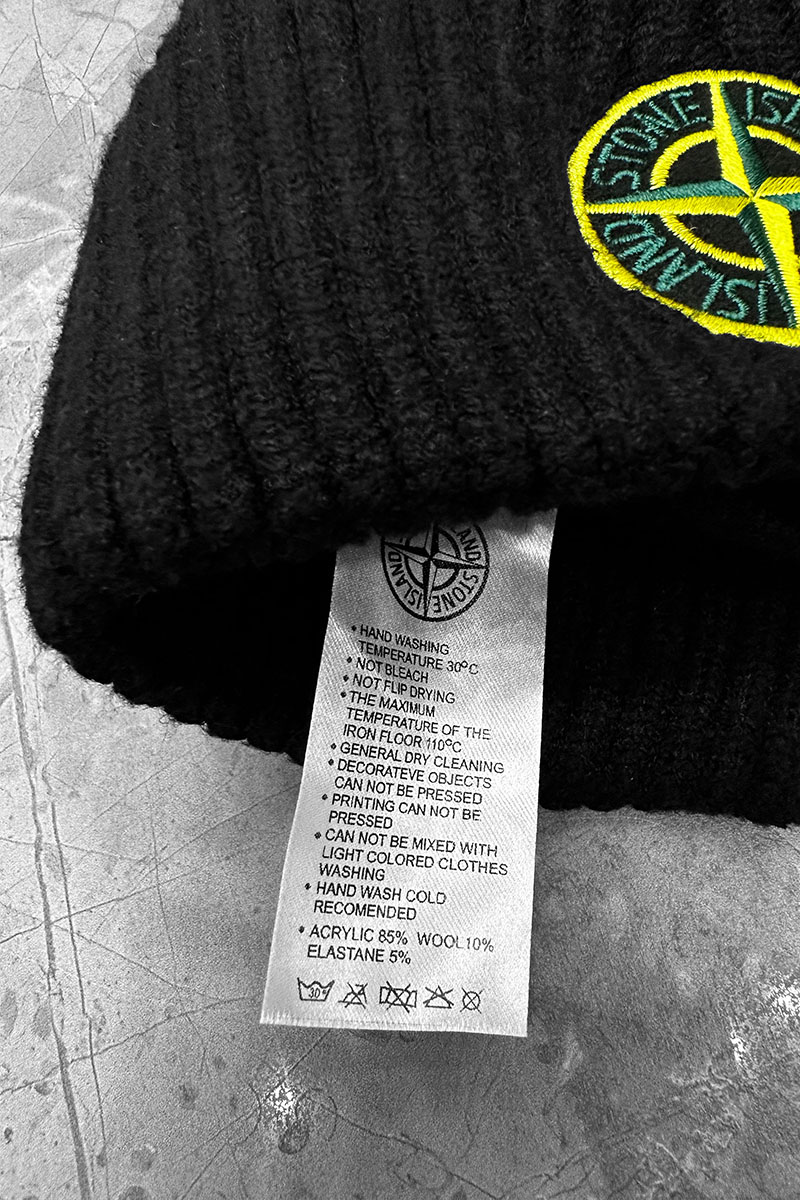 STONE ISL
ISLAND
ISLAND STONE
• HAND WASHING
TEMPERATURE 30°C
• NOT BLEACH
• NOT FLIP DRYING
• THE MAXIMUM
TEMPERATURE OF THE
IRON FLOOR 110°C
• GENERAL DRY CLEANING
• DECORATEVE OBJECTS
CAN NOT BE PRESSED
• PRINTING CAN NOT BE
PRESSED
• CAN NOT BE MIXED WITH
LIGHT COLORED CLOTHES
WASHING
• HAND WASH COLD
RECOMENDED
• ACRYLIC 85% WOOL10%
ELASTANE 5%
30°